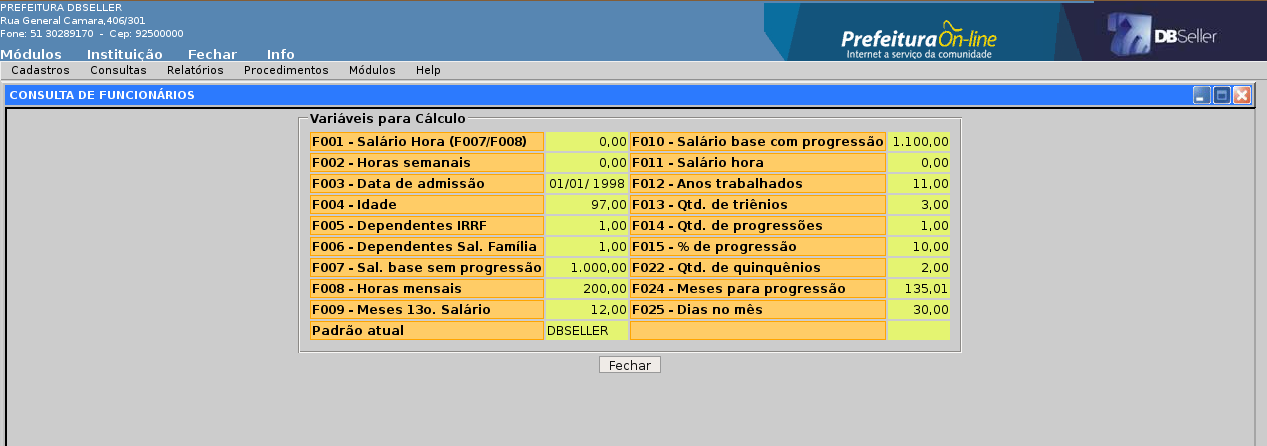 PREFEITURA DBSELLER
Rua General Camara,406/301
Fone: 51 30289170 - Cep: 92500000
Módulos Instituição Fechar Info
PrefeituraOn-line
Internet a serviço da comunidade
DBSeller
Cadastros Consultas Relatórios Procedimentos Módulos Help
CONSULTA DE FUNCIONÁRIOS
Variáveis para Cálculo
F001 - Salário Hora (F007/F008) 0,00 F010 - Salário base com progressão 1.100,00
F002 - Horas semanais 0,00 F011 - Salário hora 0,00
F003 - Data de admissão 01/01/ 1998 F012 - Anos trabalhados 11,00
F004 - Idade 97,00 F013 - Qtd. de triênios 3,00
F005 - Dependentes IRRF 1,00 F014 - Qtd. de progressões 1,00
F006 - Dependentes Sal. Família 1,00 F015 - % de progressão 10,00
F007 - Sal. base sem progressão 1.000,00 F022 - Qtd. de quinquênios 2,00
F008 - Horas mensais 200,00 F024 - Meses para progressão 135,01
F009 - Meses 13o. Salário 12,00 F025 - Dias no mês 30,00
Padrão atual DBSELLER
Fechar